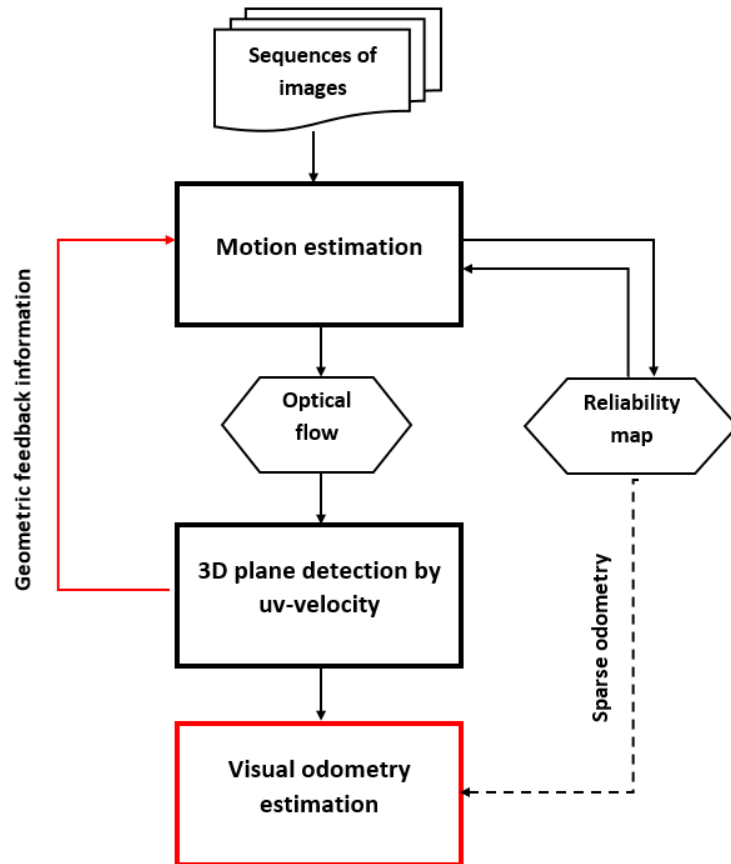 Sequences of
images
Motion estimation
Geometric feedback information
Optical
flow
Reliability
map
3D plane detection by
uv-velocity
Sparse odometry
Visual odometry
estimation